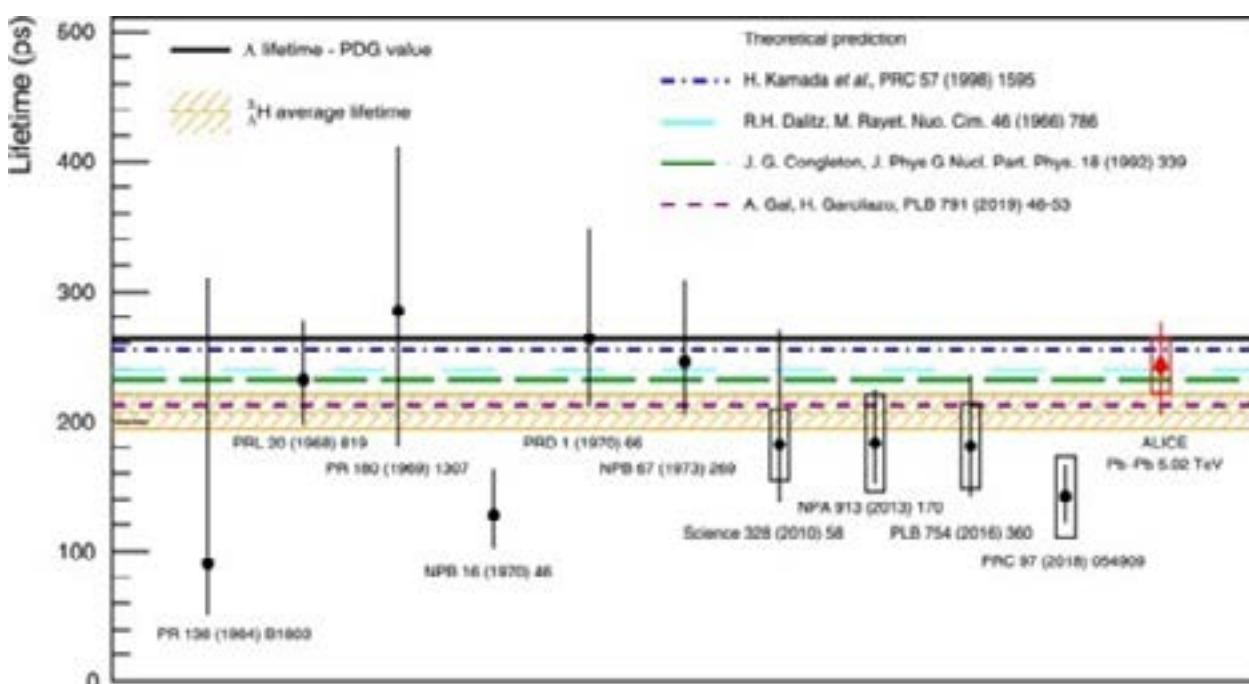 Lifetime (ps)
500
400
300
200
100
0
Λ lifetime - PDG value
³ΛH average lifetime
Theoretical prediction
H. Kamada et al., PRC 57 (1998) 1595
R.H. Dalitz, M. Rayet, Nuo. Cim. 46 (1966) 786
J. G. Congleton, J. Phys G Nucl. Part. Phys. 18 (1992) 339
A. Gal, H. Garcilazo, PLB 791 (2019) 48-53
PRL 20 (1968) 819
PR 180 (1969) 1307
PRD 1 (1970) 66
NPB 67 (1973) 269
ALICE
Pb-Pb 5.02 TeV
NPA 913 (2013) 170
Science 328 (2010) 58
PLB 754 (2016) 360
PRC 97 (2018) 054909
NPB 16 (1970) 46
PR 136 (1964) B1803